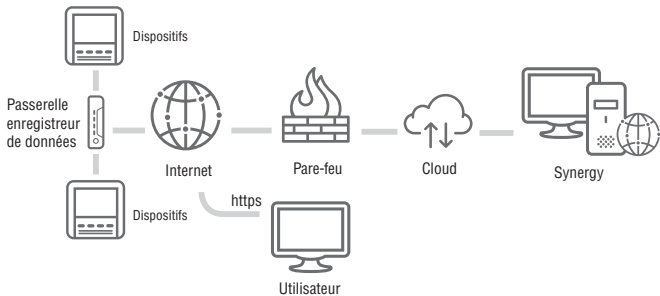 Dispositifs
Passerelle
enregistreur
de données
Internet
Pare-feu
Cloud
Synergy
Dispositifs
https
Utilisateur